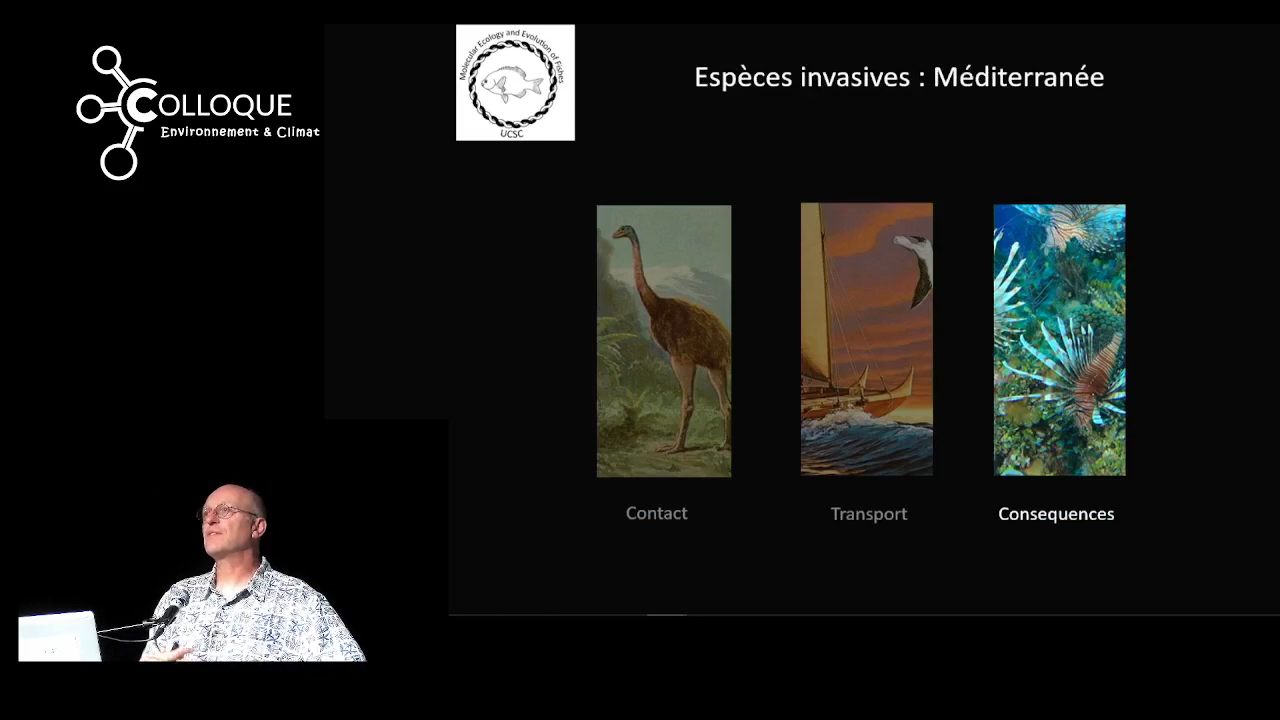 COLLOQUE
Environnement & Climat
Molecular Ecology and Evolution of Fishes
UCSC
Espèces invasives : Méditerranée
Contact
Transport
Consequences